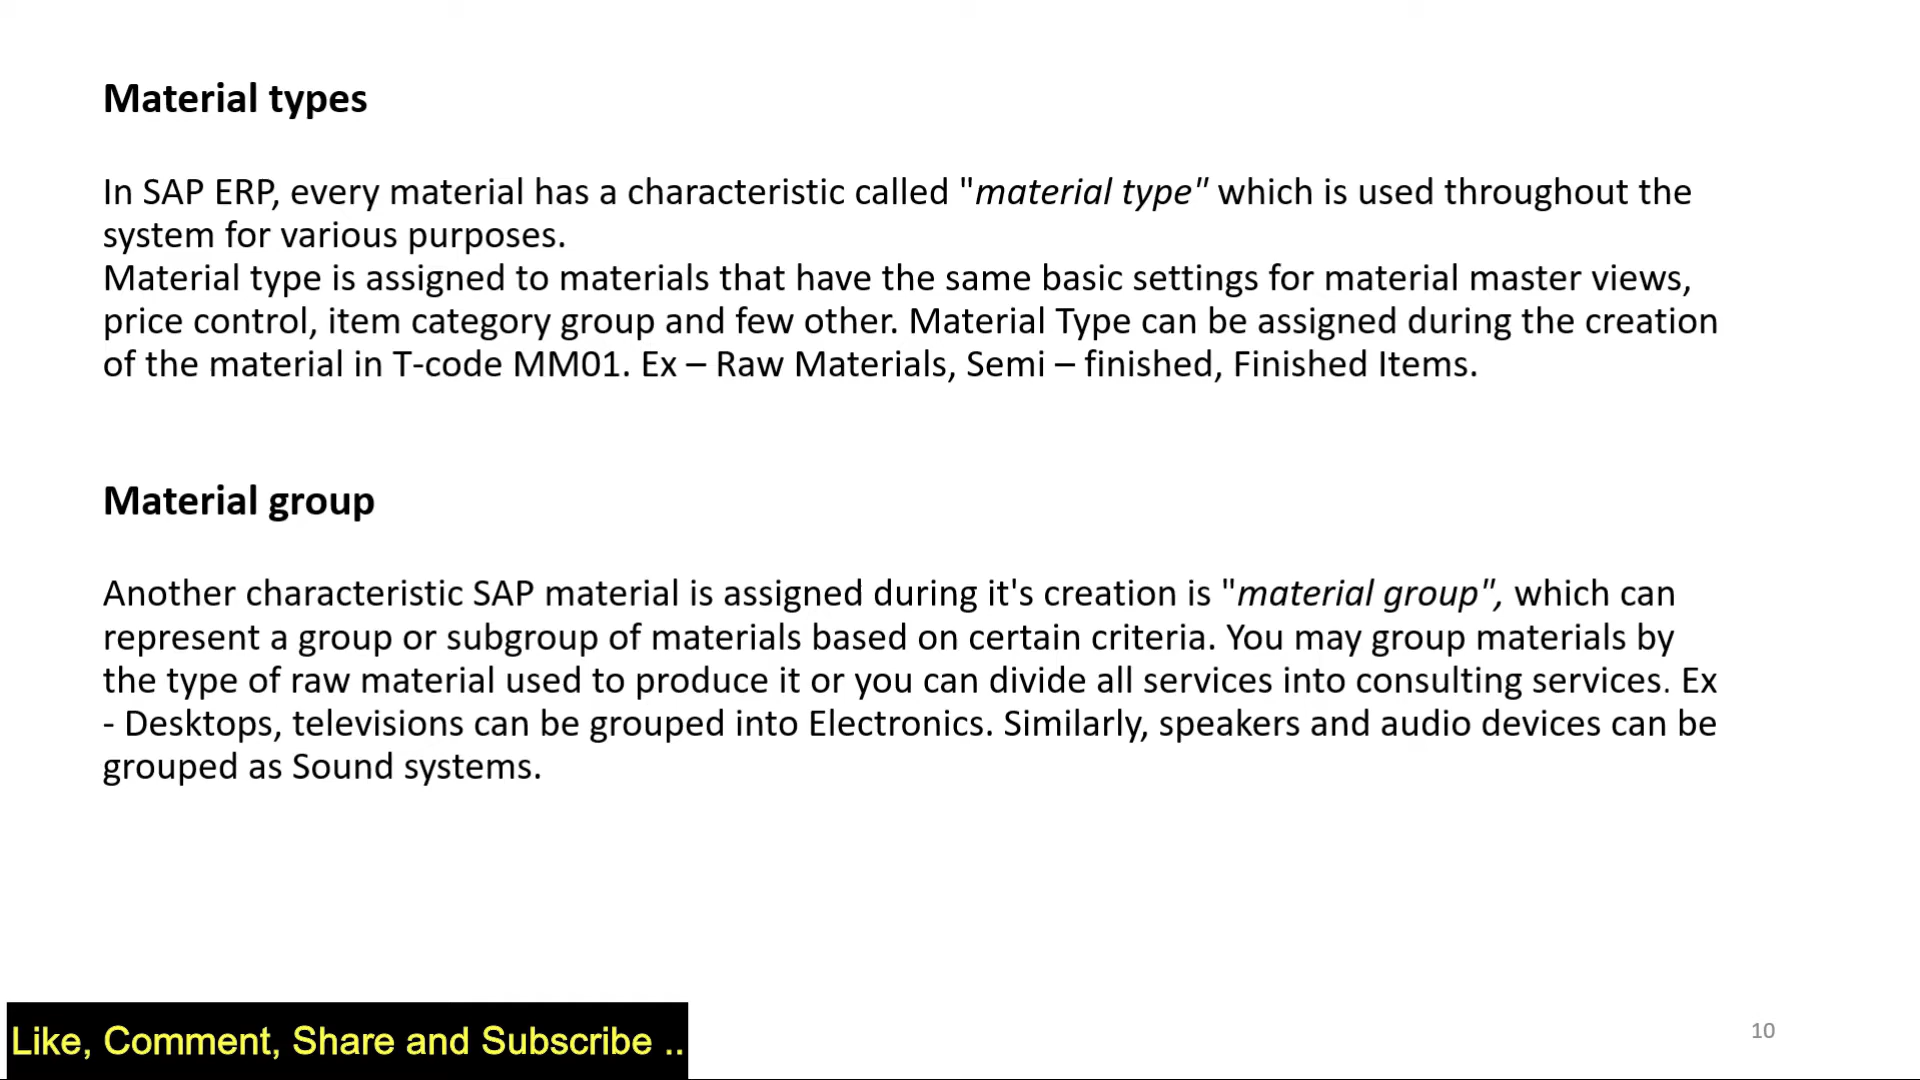 Material types
In SAP ERP, every material has a characteristic called "material type" which is used throughout the
system for various purposes.
Material type is assigned to materials that have the same basic settings for material master views,
price control, item category group and few other. Material Type can be assigned during the creation
of the material in T-code MM01. Ex – Raw Materials, Semi – finished, Finished Items.
Material group
Another characteristic SAP material is assigned during it's creation is "material group", which can
represent a group or subgroup of materials based on certain criteria. You may group materials by
the type of raw material used to produce it or you can divide all services into consulting services. Ex
- Desktops, televisions can be grouped into Electronics. Similarly, speakers and audio devices can be
grouped as Sound systems.
Like, Comment, Share and Subscribe ..
10